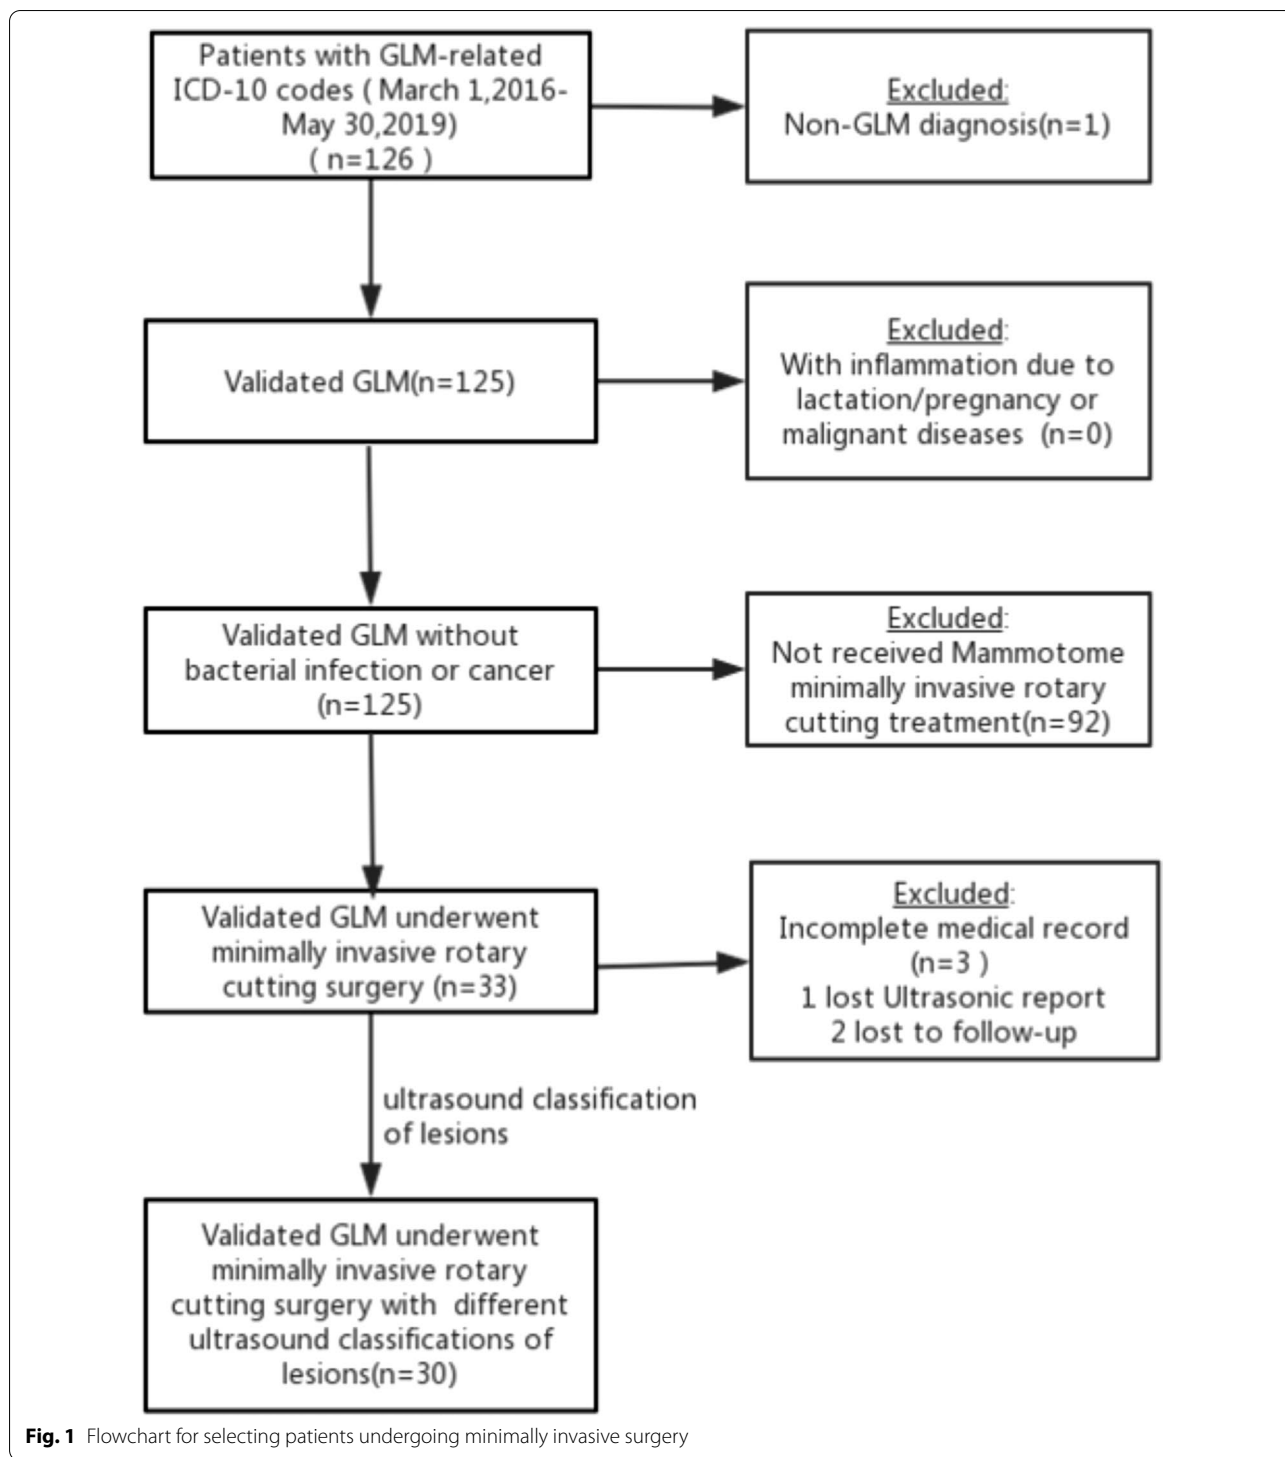 Patients with GLM-related
ICD-10 codes ( March 1,2016-
May 30,2019)
( n=126 )
Excluded:
Non-GLM diagnosis(n=1)
Validated GLM(n=125)
Excluded:
With inflammation due to
lactation/pregnancy or
malignant diseases (n=0)
Validated GLM without
bacterial infection or cancer
(n=125)
Excluded:
Not received Mammotome
minimally invasive rotary
cutting treatment(n=92)
Validated GLM underwent
minimally invasive rotary
cutting surgery (n=33)
Excluded:
Incomplete medical record
(n=3 )
1 lost Ultrasonic report
2 lost to follow-up
ultrasound classification
of lesions
Validated GLM underwent
minimally invasive rotary
cutting surgery with different
ultrasound classifications of
lesions(n=30)
Fig. 1 Flowchart for selecting patients undergoing minimally invasive surgery